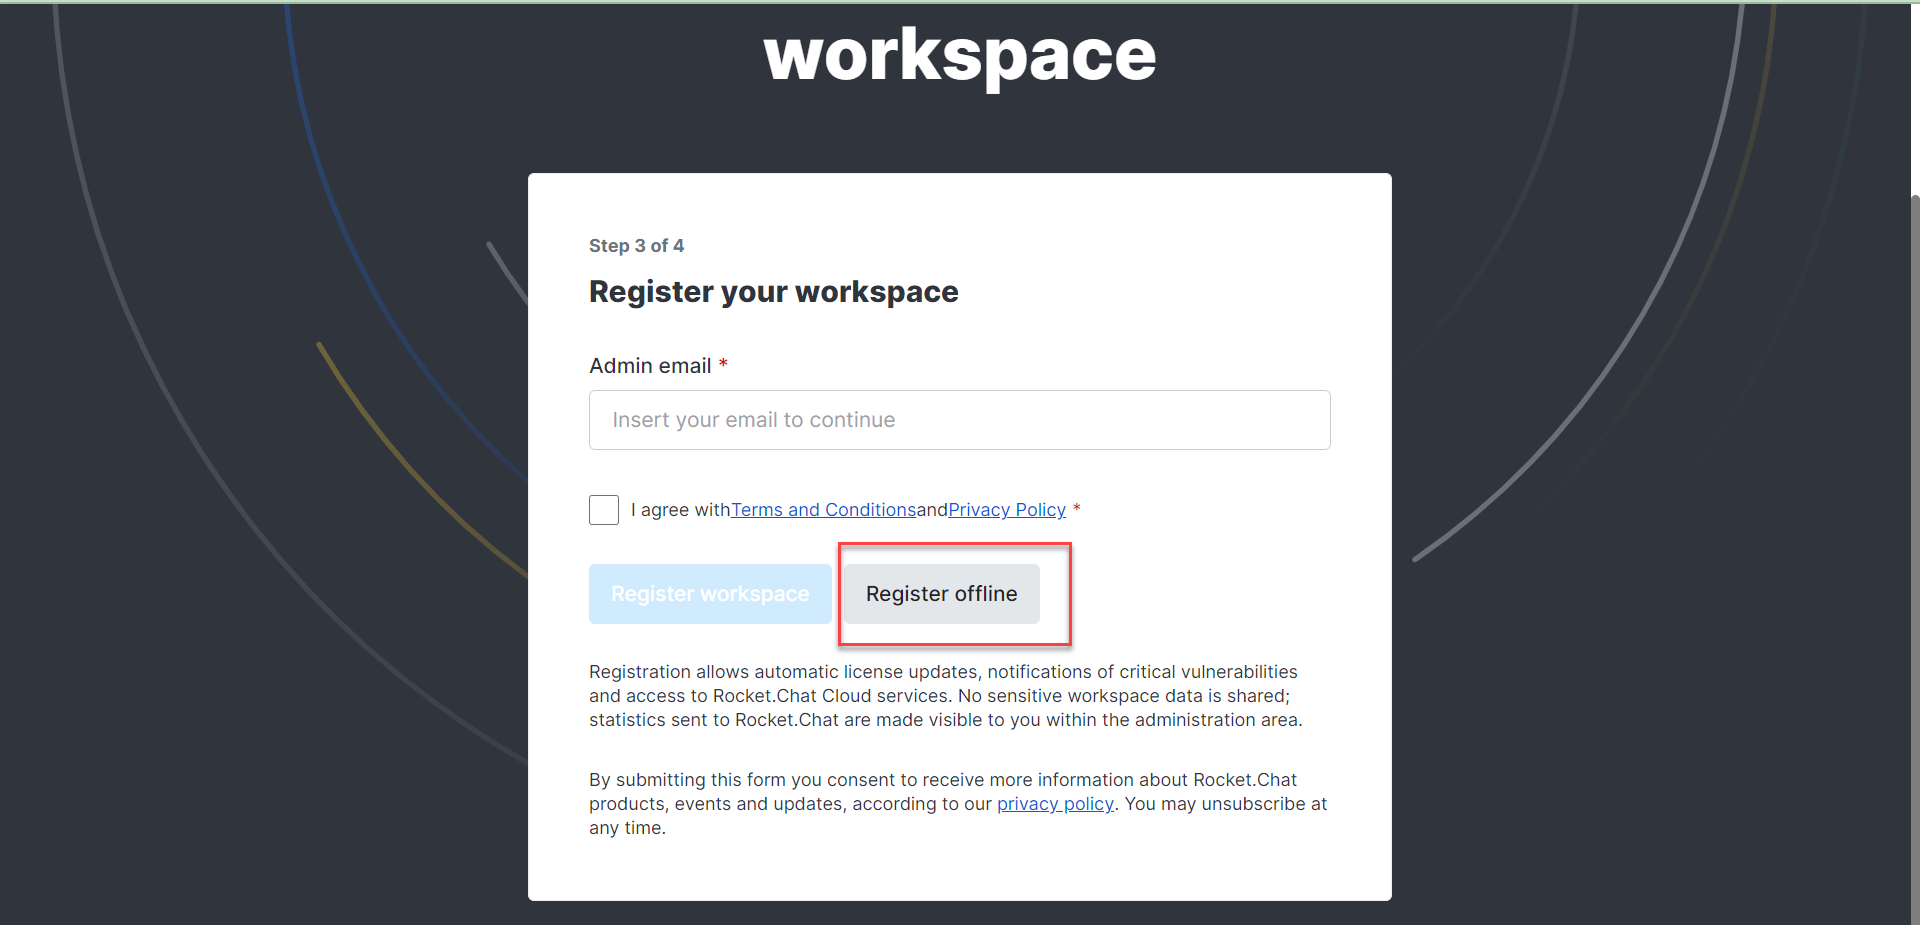 workspace
Step 3 of 4
Register your workspace
Admin email *
Insert your email to continue
I agree withTerms and ConditionsandPrivacy Policy *
Register workspace
Register offline
Registration allows automatic license updates, notifications of critical vulnerabilities
and access to Rocket.Chat Cloud services. No sensitive workspace data is shared;
statistics sent to Rocket.Chat are made visible to you within the administration area.
By submitting this form you consent to receive more information about Rocket.Chat
products, events and updates, according to our privacy policy. You may unsubscribe at
any time.